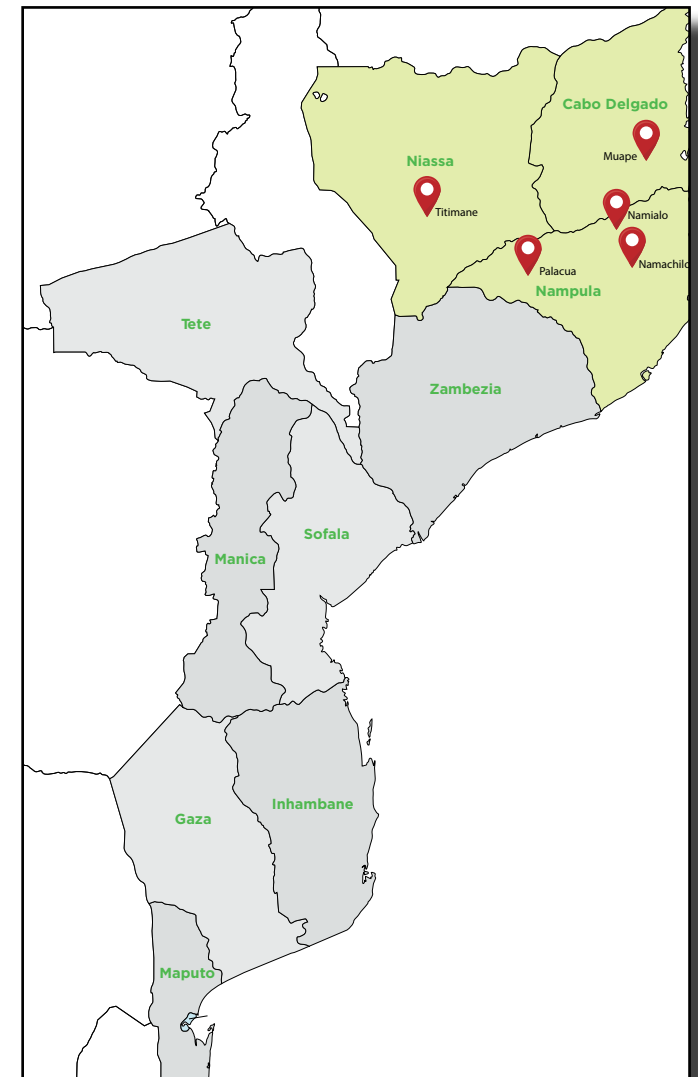 Cabo Delgado
Muape
Niassa
Titimane
Namialo
Namachilo
Palacua
Nampula
Tete
Zambezia
Sofala
Manica
Inhambane
Gaza
Maputo